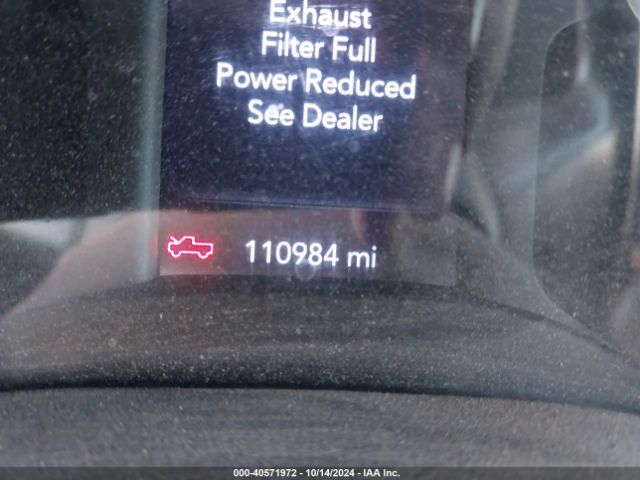 Exhaust
Filter Full
Power Reduced
See Dealer
110984 mi
000-40571972 - 10/14/2024 - IAA Inc.